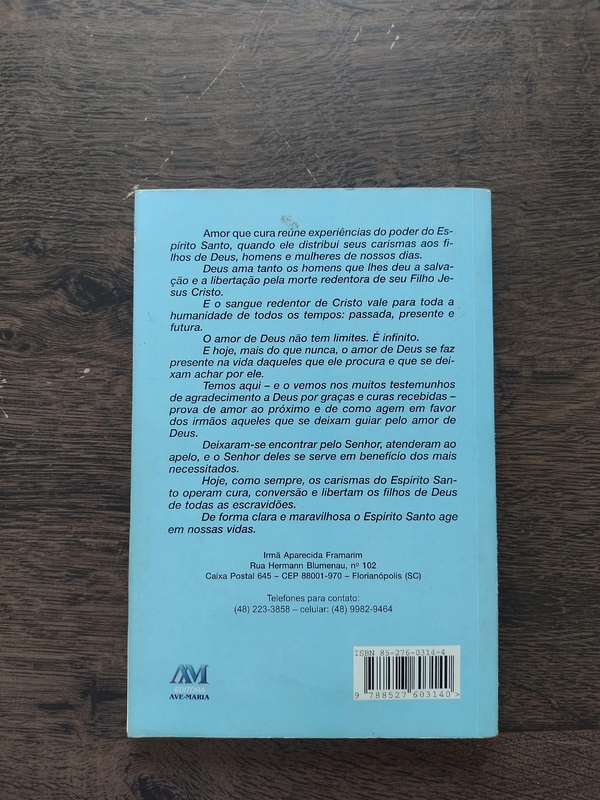 Amor que cura reúne experiências do poder do Es-
pírito Santo, quando ele distribui seus carismas aos fi-
lhos de Deus, homens e mulheres de nossos dias.
Deus ama tanto os homens que lhes deu a salva-
ção e a libertação pela morte redentora de seu Filho Je-
sus Cristo.
E o sangue redentor de Cristo vale para toda a
humanidade de todos os tempos: passada, presente e
futura.
O amor de Deus não tem limites. É infinito.
E hoje, mais do que nunca, o amor de Deus se faz
presente na vida daqueles que ele procura e que se dei-
xam achar por ele.
Temos aqui – e o vemos nos muitos testemunhos
de agradecimento a Deus por graças e curas recebidas –
prova de amor ao próximo e de como agem em favor
dos irmãos aqueles que se deixam guiar pelo amor de
Deus.
Deixaram-se encontrar pelo Senhor, atenderam ao
apelo, e o Senhor deles se serve em benefício dos mais
necessitados.
Hoje, como sempre, os carismas do Espírito San-
to operam cura, conversão e libertam os filhos de Deus
de todas as escravidões.
De forma clara e maravilhosa o Espírito Santo age
em nossas vidas.
Irmã Aparecida Framarim
Rua Hermann Blumenau, nº 102
Caixa Postal 645 – CEP 88001-970 – Florianópolis (SC)
Telefones para contato:
(48) 223-3858 – celular: (48) 9982-9464
ISBN 85-276-0314-4
9 788527 603140 >
AM
EDITORA
AVE-MARIA